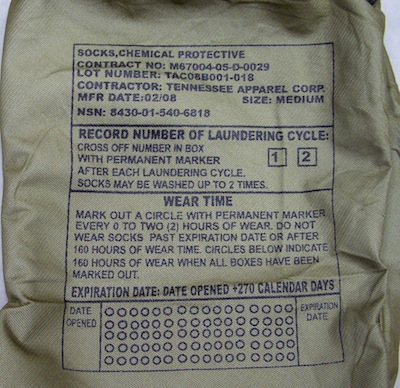 SOCKS,CHEMICAL PROTECTIVE
CONTRACT NO: M67004-05-D-0029
LOT NUMBER: TAC08B001-018
CONTRACTOR: TENNESSEE APPAREL CORP.
MFR DATE:02/08 SIZE: MEDIUM
NSN: 8430-01-540-6818
RECORD NUMBER OF LAUNDERING CYCLE:
CROSS OFF NUMBER IN BOX
WITH PERMANENT MARKER 1 2
AFTER EACH LAUNDERING CYCLE.
SOCKS MAY BE WASHED UP TO 2 TIMES.
WEAR TIME
MARK OUT A CIRCLE WITH PERMANENT MARKER
EVERY 0 TO TWO (2) HOURS OF WEAR. DO NOT
WEAR SOCKS PAST EXPIRATION DATE OR AFTER
160 HOURS OF WEAR TIME. CIRCLES BELOW INDICATE
160 HOURS OF WEAR WHEN ALL BOXES HAVE BEEN
MARKED OUT.
EXPIRATION DATE: DATE OPENED +270 CALENDAR DAYS
DATE OPENED
EXPIRATION DATE